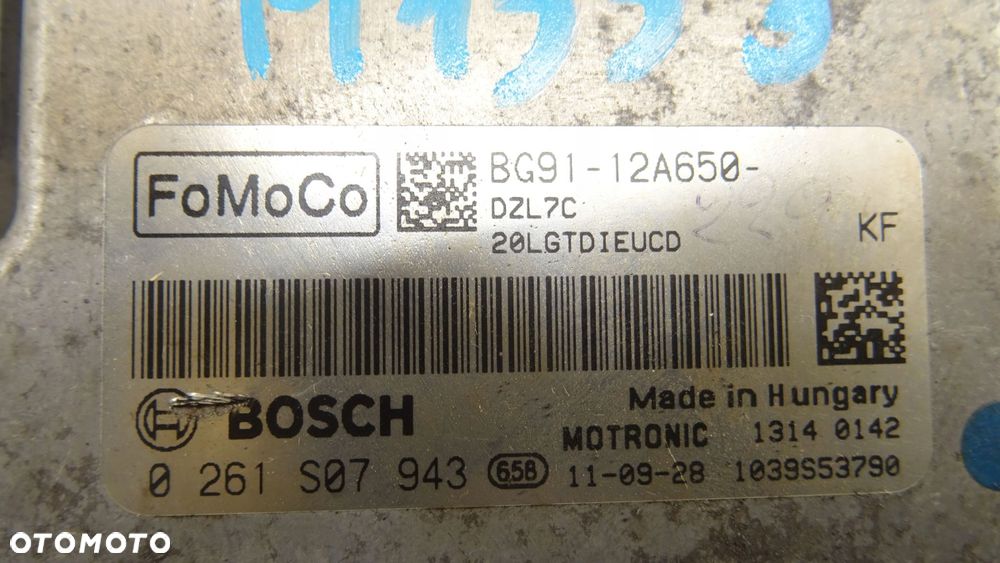 FoMoCo
BG91-12A650-
DZL7C
20LGTDIEUCD
KF
BOSCH
Made in Hungary
MOTRONIC 1314 0142
0 261 S07 943 658 11-09-28 1039S53790
OTOMOTO